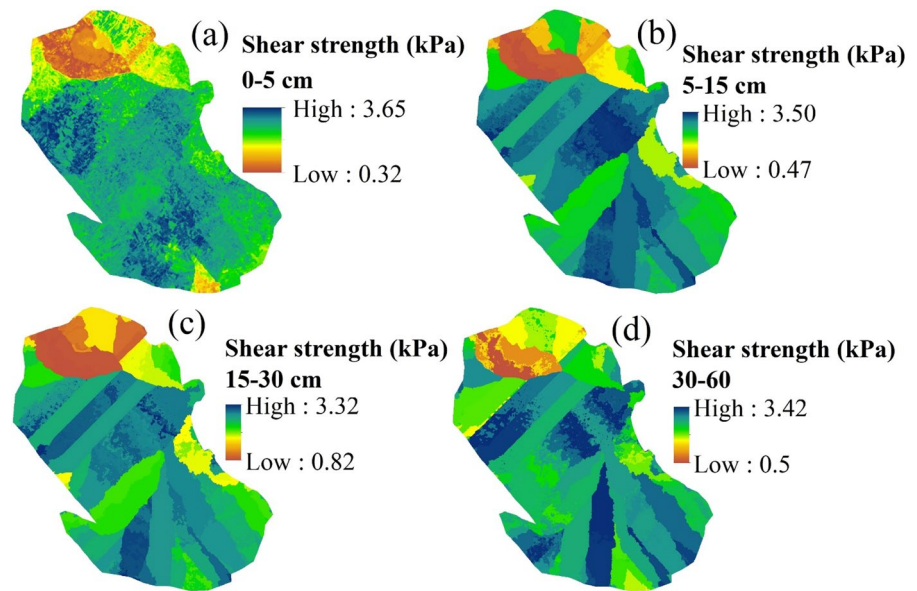 (a)
Shear strength (kPa)
0-5 cm
High : 3.65
Low : 0.32
(b)
Shear strength (kPa)
5-15 cm
High : 3.50
Low : 0.47
(c)
Shear strength (kPa)
15-30 cm
High : 3.32
Low : 0.82
(d)
Shear strength (kPa)
30-60
High : 3.42
Low : 0.5